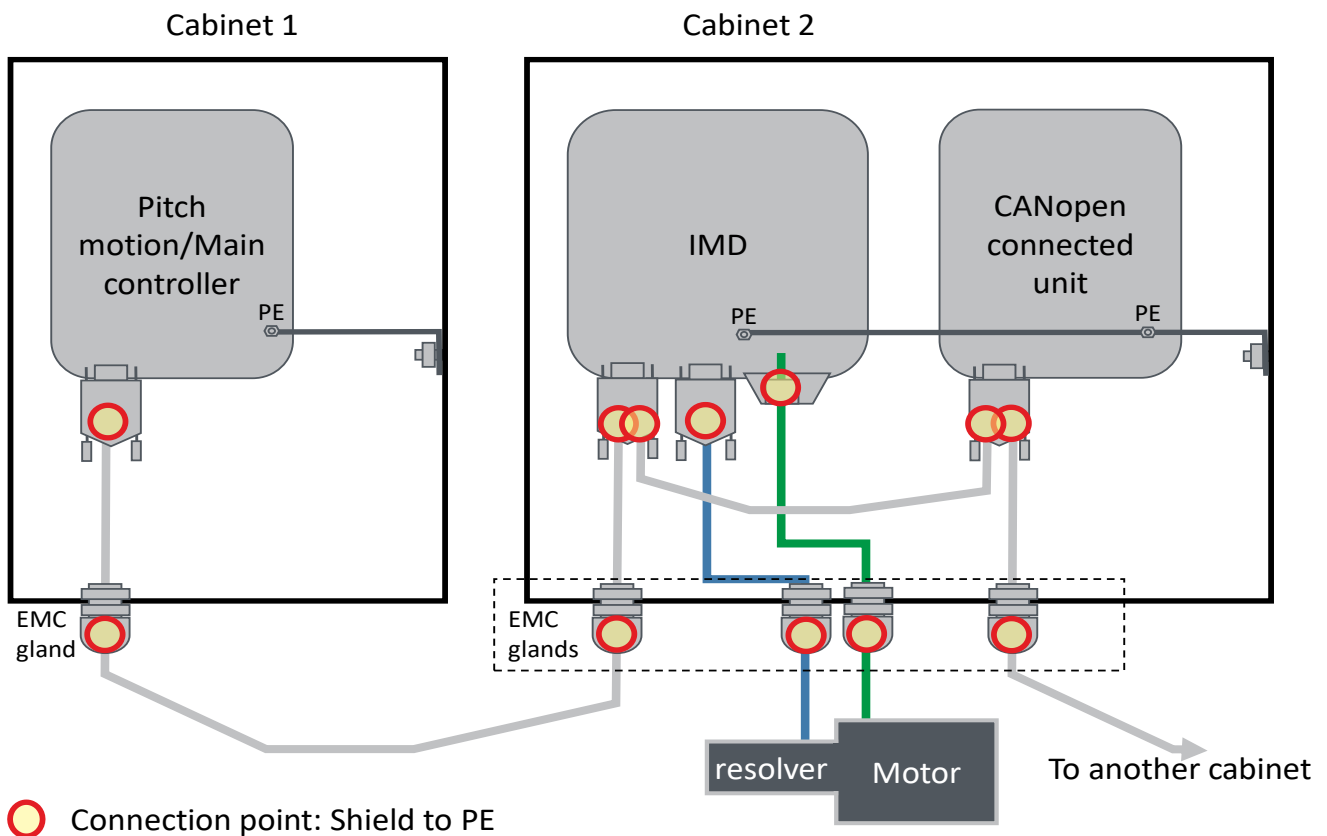 Cabinet 1
Cabinet 2
Pitch
motion/Main
controller
PE
IMD
PE
CANopen
connected
unit
PE
EMC
gland
EMC
glands
resolver
Motor
To another cabinet
Connection point: Shield to PE